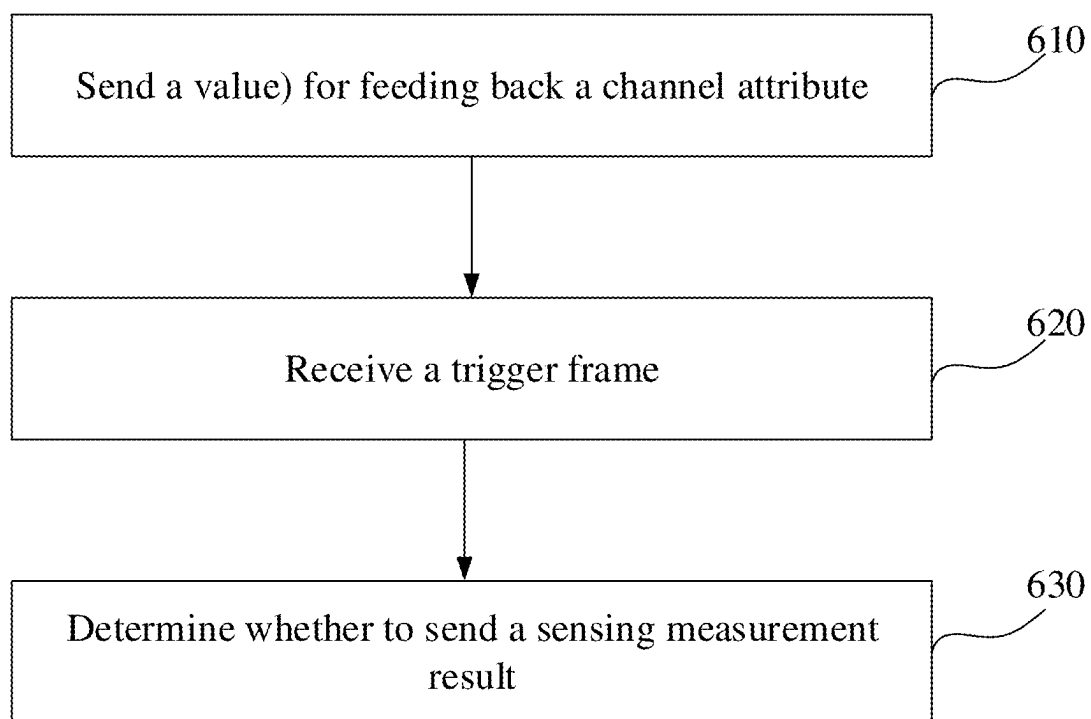 610
Send a value) for feeding back a channel attribute
620
Receive a trigger frame
630
Determine whether to send a sensing measurement
result